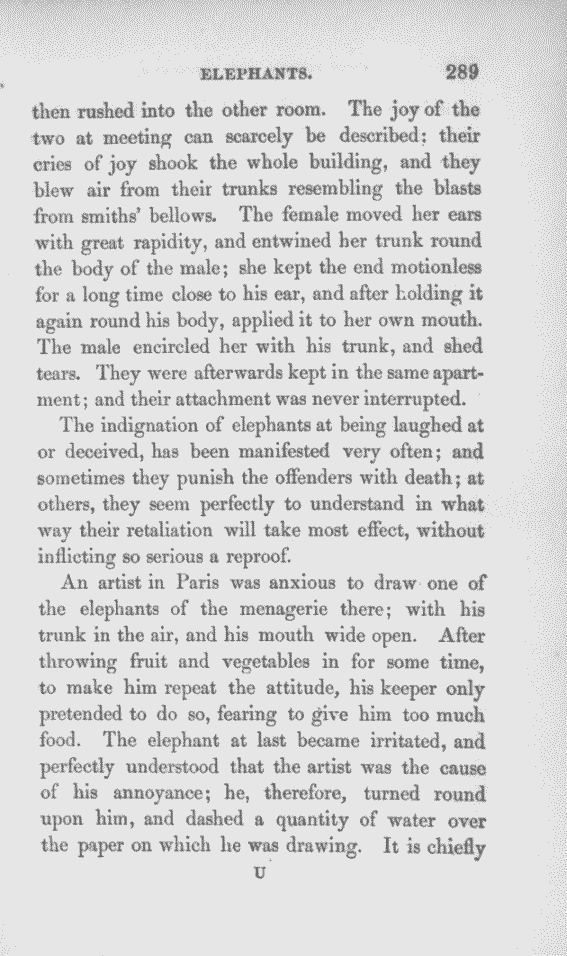 ELEPHANTS. 289
then rushed into the other room. The joy of the
two at meeting can scarcely be described; their
cries of joy shook the whole building, and they
blew air from their trunks resembling the blasts
from smiths' bellows. The female moved her ears
with great rapidity, and entwined her trunk round
the body of the male; she kept the end motionless
for a long time close to his ear, and after holding it
again round his body, applied it to her own mouth.
The male encircled her with his trunk, and shed
tears. They were afterwards kept in the same apart-
ment; and their attachment was never interrupted.
The indignation of elephants at being laughed at
or deceived, has been manifested very often; and
sometimes they punish the offenders with death; at
others, they seem perfectly to understand in what
way their retaliation will take most effect, without
inflicting so serious a reproof.
An artist in Paris was anxious to draw one of
the elephants of the menagerie there; with his
trunk in the air, and his mouth wide open. After
throwing fruit and vegetables in for some time,
to make him repeat the attitude, his keeper only
pretended to do so, fearing to give him too much
food. The elephant at last became irritated, and
perfectly understood that the artist was the cause
of his annoyance; he, therefore, turned round
upon him, and dashed a quantity of water over
the paper on which he was drawing. It is chiefly
U